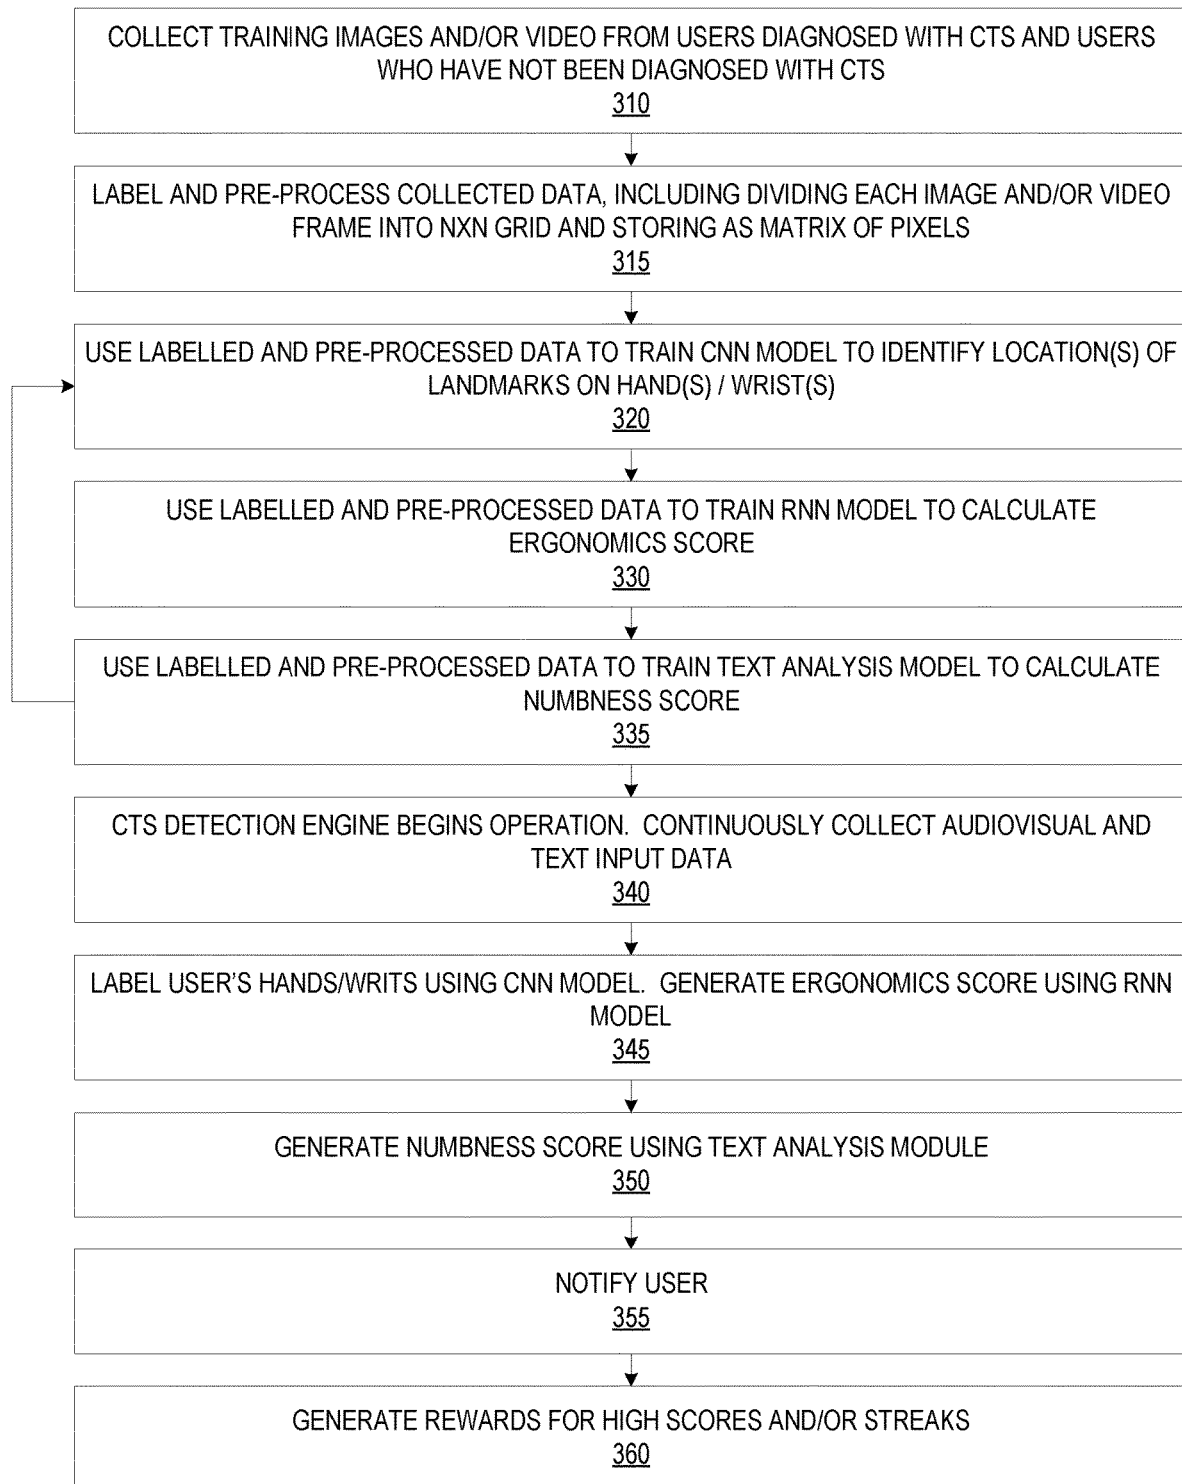 COLLECT TRAINING IMAGES AND/OR VIDEO FROM USERS DIAGNOSED WITH CTS AND USERS
WHO HAVE NOT BEEN DIAGNOSED WITH CTS
310
LABEL AND PRE-PROCESS COLLECTED DATA, INCLUDING DIVIDING EACH IMAGE AND/OR VIDEO
FRAME INTO NXN GRID AND STORING AS MATRIX OF PIXELS
315
USE LABELLED AND PRE-PROCESSED DATA TO TRAIN CNN MODEL TO IDENTIFY LOCATION(S) OF
LANDMARKS ON HAND(S) / WRIST(S)
320
USE LABELLED AND PRE-PROCESSED DATA TO TRAIN RNN MODEL TO CALCULATE
ERGONOMICS SCORE
330
USE LABELLED AND PRE-PROCESSED DATA TO TRAIN TEXT ANALYSIS MODEL TO CALCULATE
NUMBNESS SCORE
335
CTS DETECTION ENGINE BEGINS OPERATION. CONTINUOUSLY COLLECT AUDIOVISUAL AND
TEXT INPUT DATA
340
LABEL USER'S HANDS/WRITS USING CNN MODEL. GENERATE ERGONOMICS SCORE USING RNN
MODEL
345
GENERATE NUMBNESS SCORE USING TEXT ANALYSIS MODULE
350
NOTIFY USER
355
GENERATE REWARDS FOR HIGH SCORES AND/OR STREAKS
360